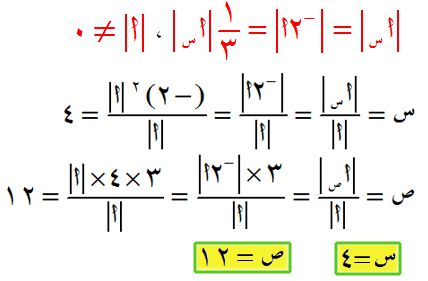 |أ س| = |-٢أ| = ١/٣ |أ س| ، |أ| ≠ ٠
س = |أ س| / |أ| = |-٢أ| / |أ| = (-٢)٢ |أ| / |أ| = ٤
ص = |أ ص| / |أ| = ٣ × |-٢أ| / |أ| = ٣ × ٤ × |أ| / |أ| = ١٢
س = ٤ ص = ١٢